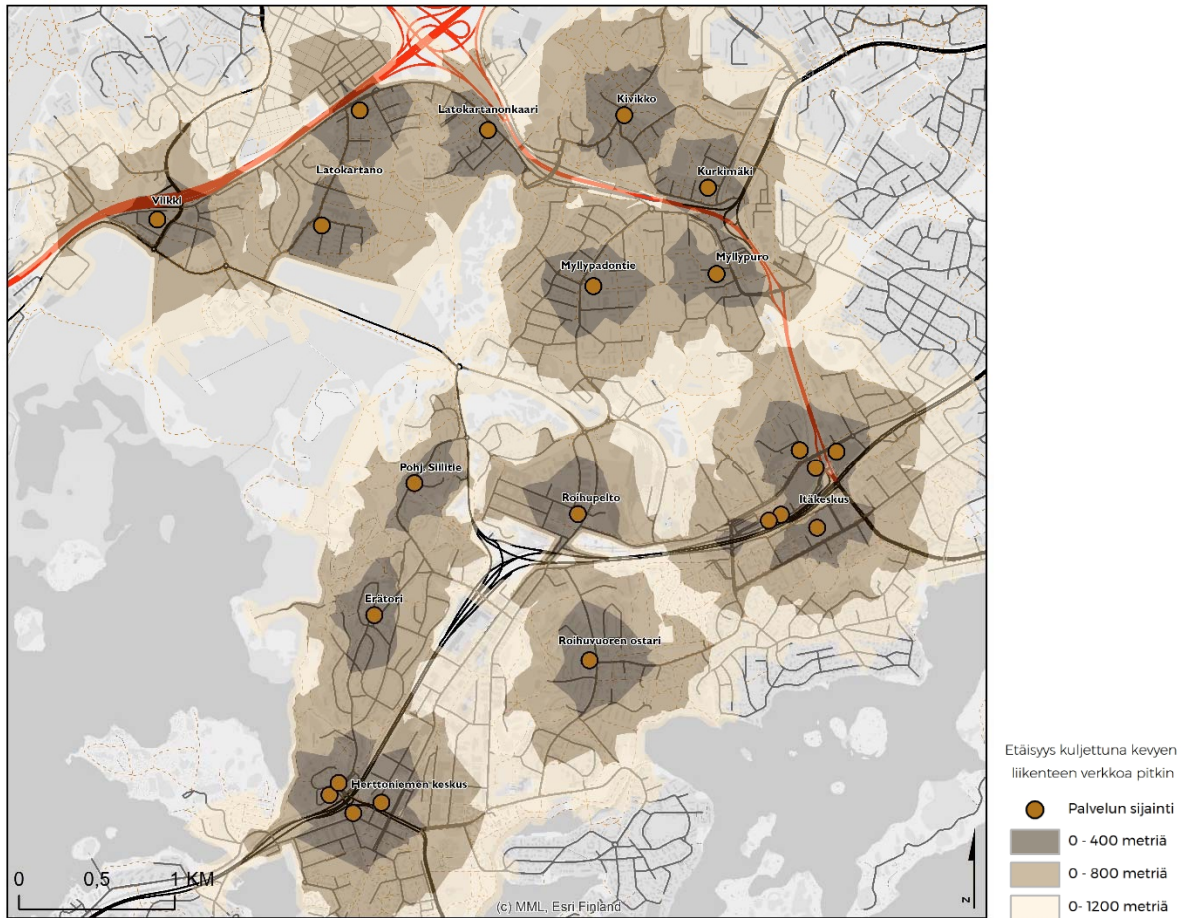 Kivikko
Latokartanonkaari
Latokartano
Kurkimäki
Viikki
Myllypuro
Myllypadontie
Pohj. Siilitie
Roihupelto
Itäkeskus
Erätori
Roihuvuoren ostari
Herttoniemen keskus
0 0,5 1 KM
(c) MML, Esri Finland
N
Etäisyys kuljettuna kevyen
liikenteen verkkoa pitkin
Palvelun sijainti
0 - 400 metriä
0 - 800 metriä
0- 1200 metriä